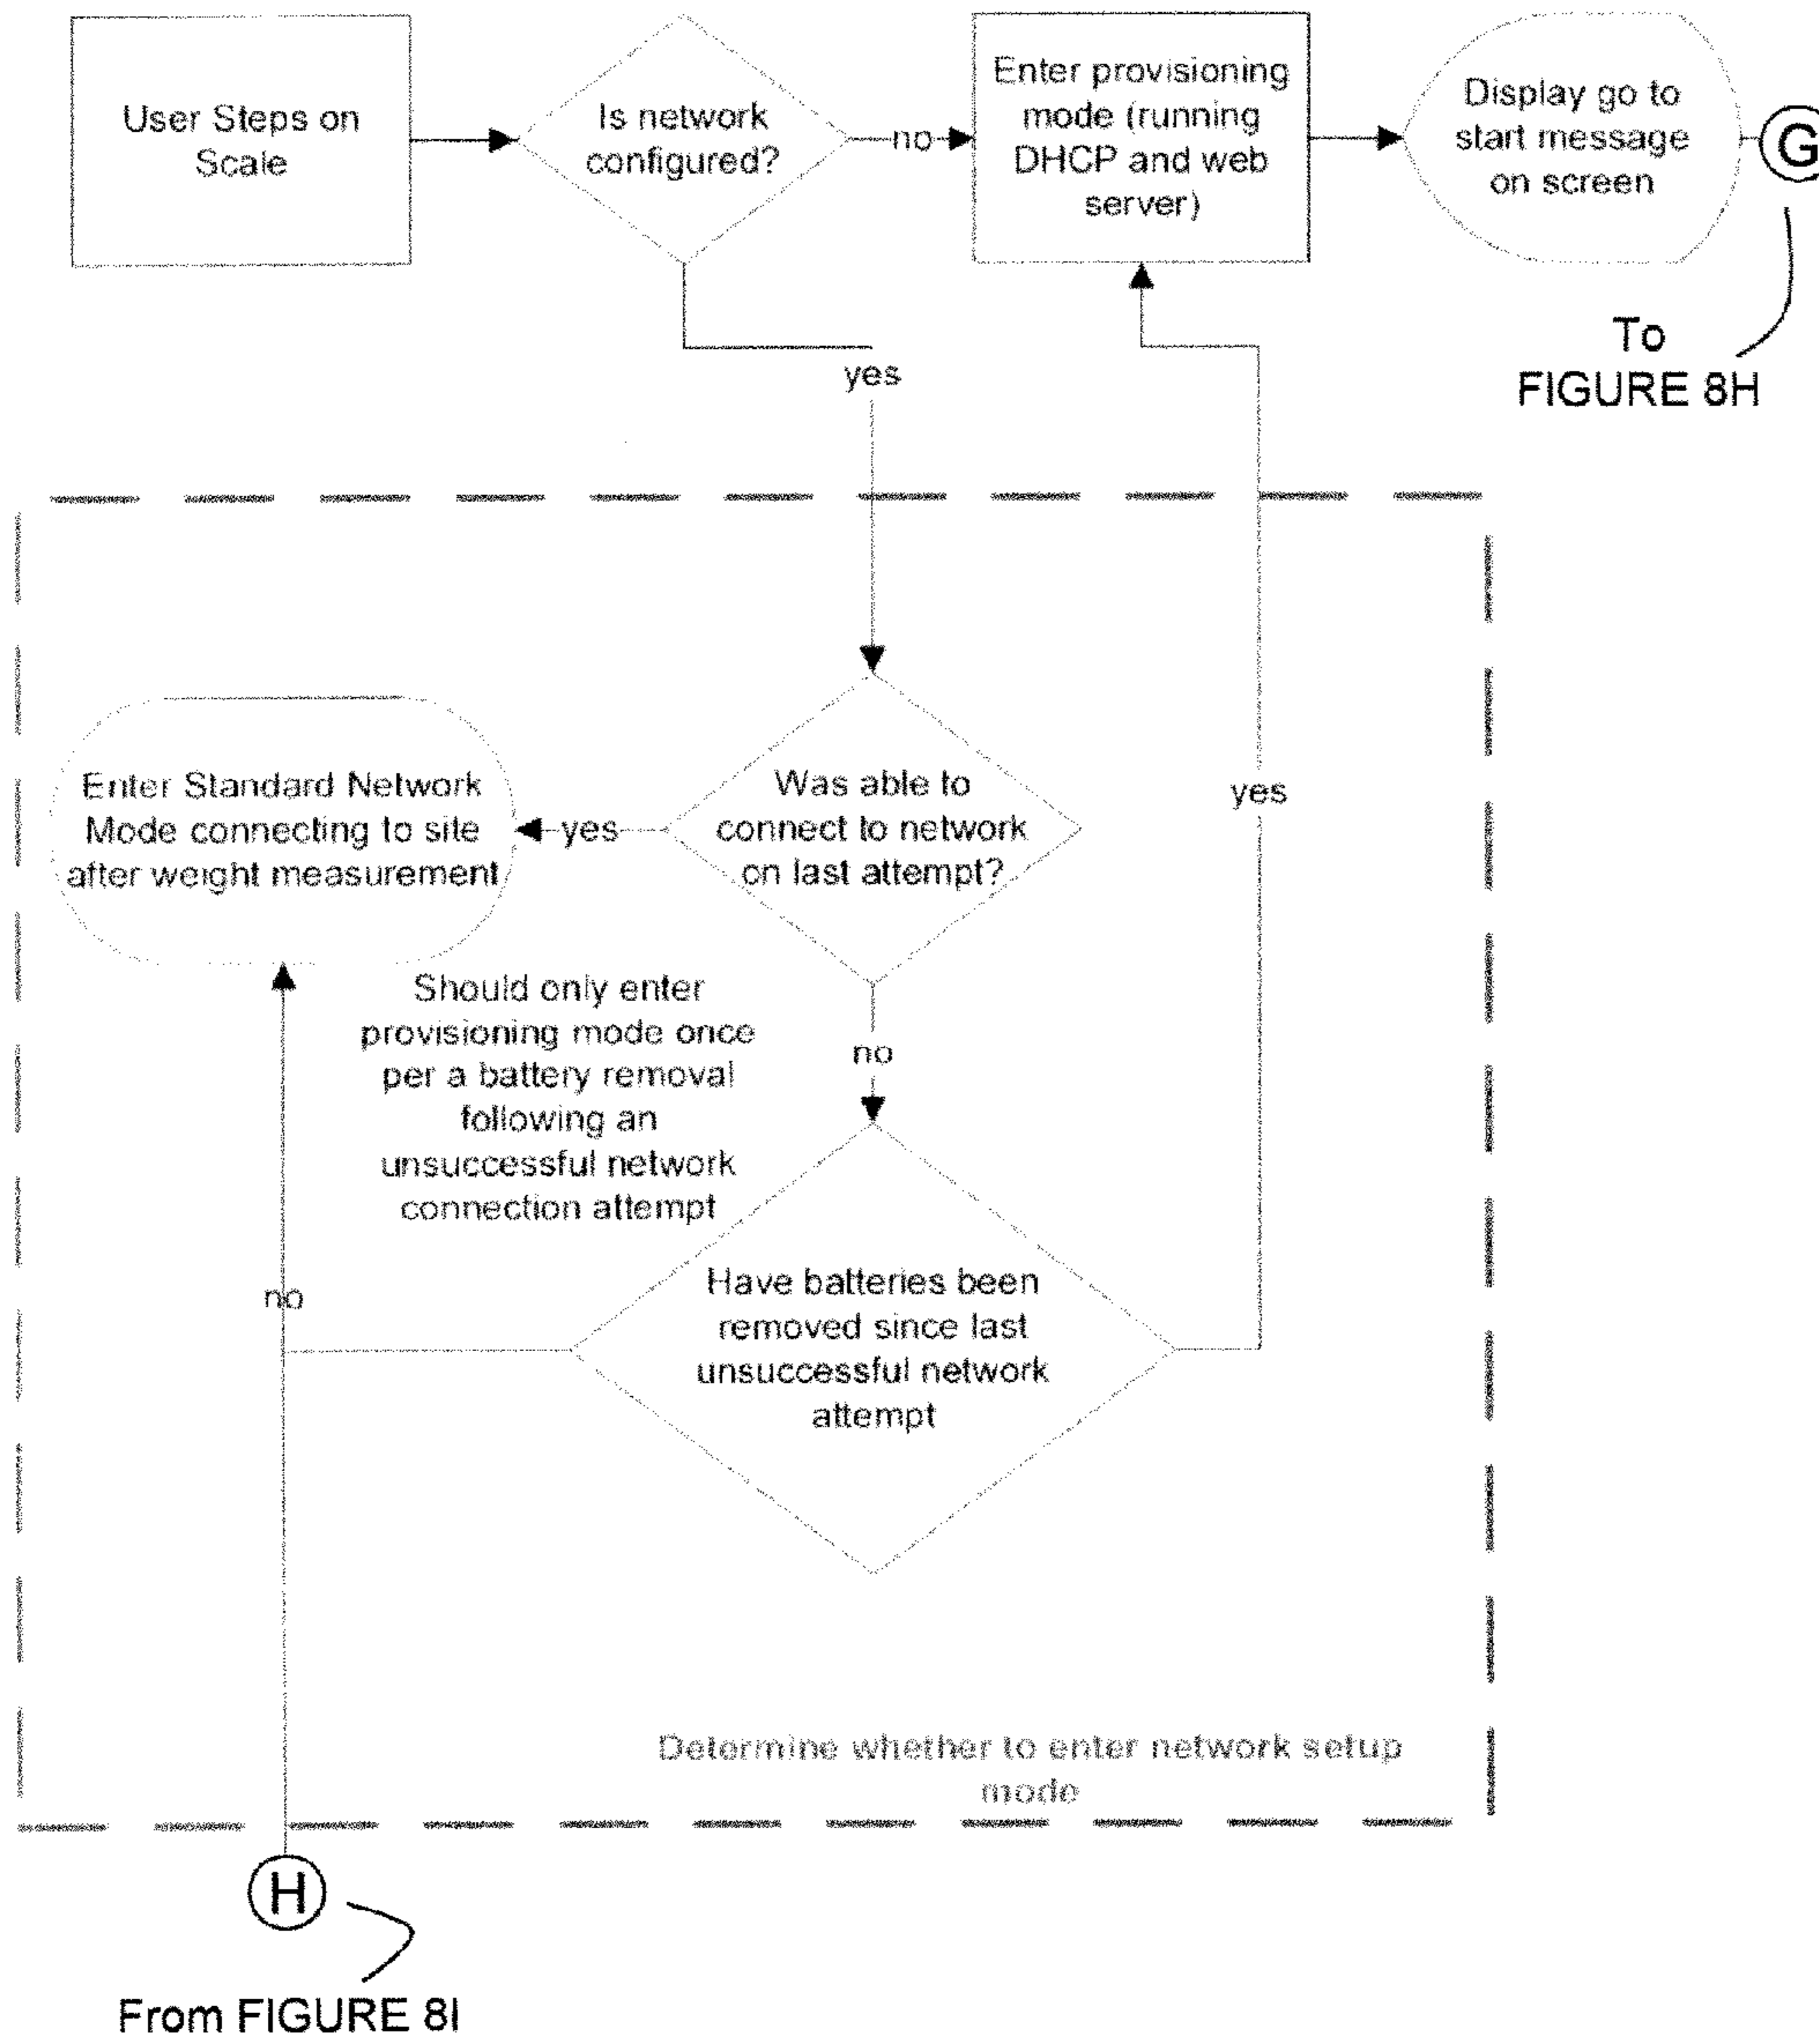 User Steps on
Scale
Is network
configured?
no
Enter provisioning
mode (running
DHCP and web
server)
Display go to
start message
on screen
G
To
FIGURE 8H
yes
yes
Enter Standard Network
Mode connecting to site
after weight measurement
yes
Was able to
connect to network
on last attempt?
no
Should only enter
provisioning mode once
per a battery removal
following an
unsuccessful network
connection attempt
no
Have batteries been
removed since last
unsuccessful network
attempt
Determine whether to enter network setup
mode
H
From FIGURE 8I